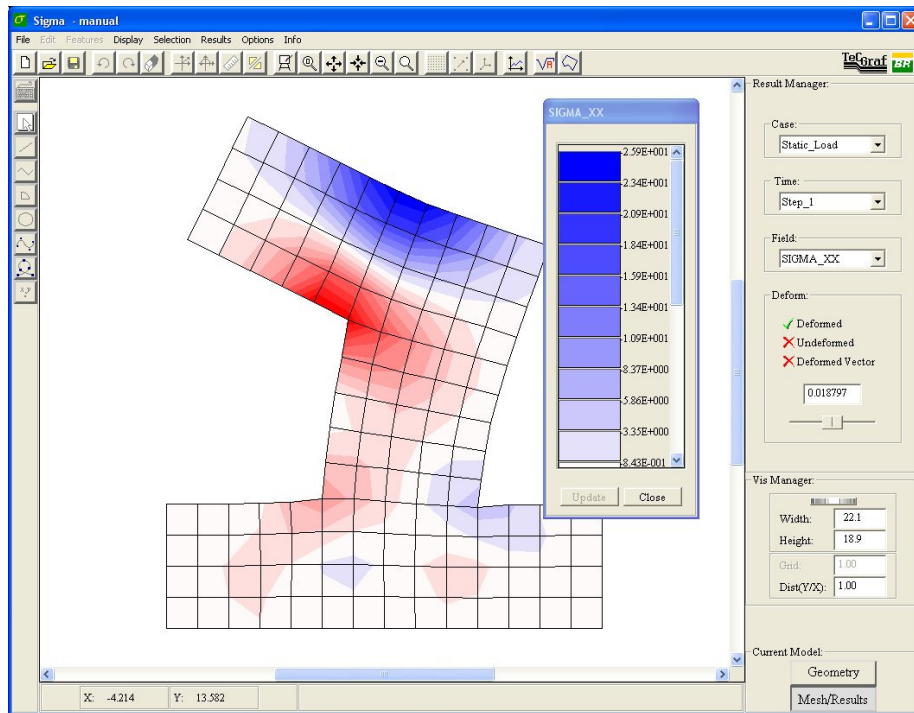 Sigma - manual
File Edit Features Display Selection Results Options Info
TeCGraf BR
Result Manager:
Case:
Static_Load
Time:
Step_1
Field:
SIGMA_XX
Deform:
Deformed
Undeformed
Deformed Vector
0.018797
SIGMA_XX
2.59E+001
2.34E+001
2.09E+001
1.84E+001
1.59E+001
1.34E+001
1.09E+001
8.37E+000
5.86E+000
3.35E+000
8.43E-001
Update Close
Vis Manager:
Width: 22.1
Height: 18.9
Grid: 1.00
Dist(Y/X): 1.00
Current Model:
Geometry
Mesh/Results
X: -4.214 Y: 13.582